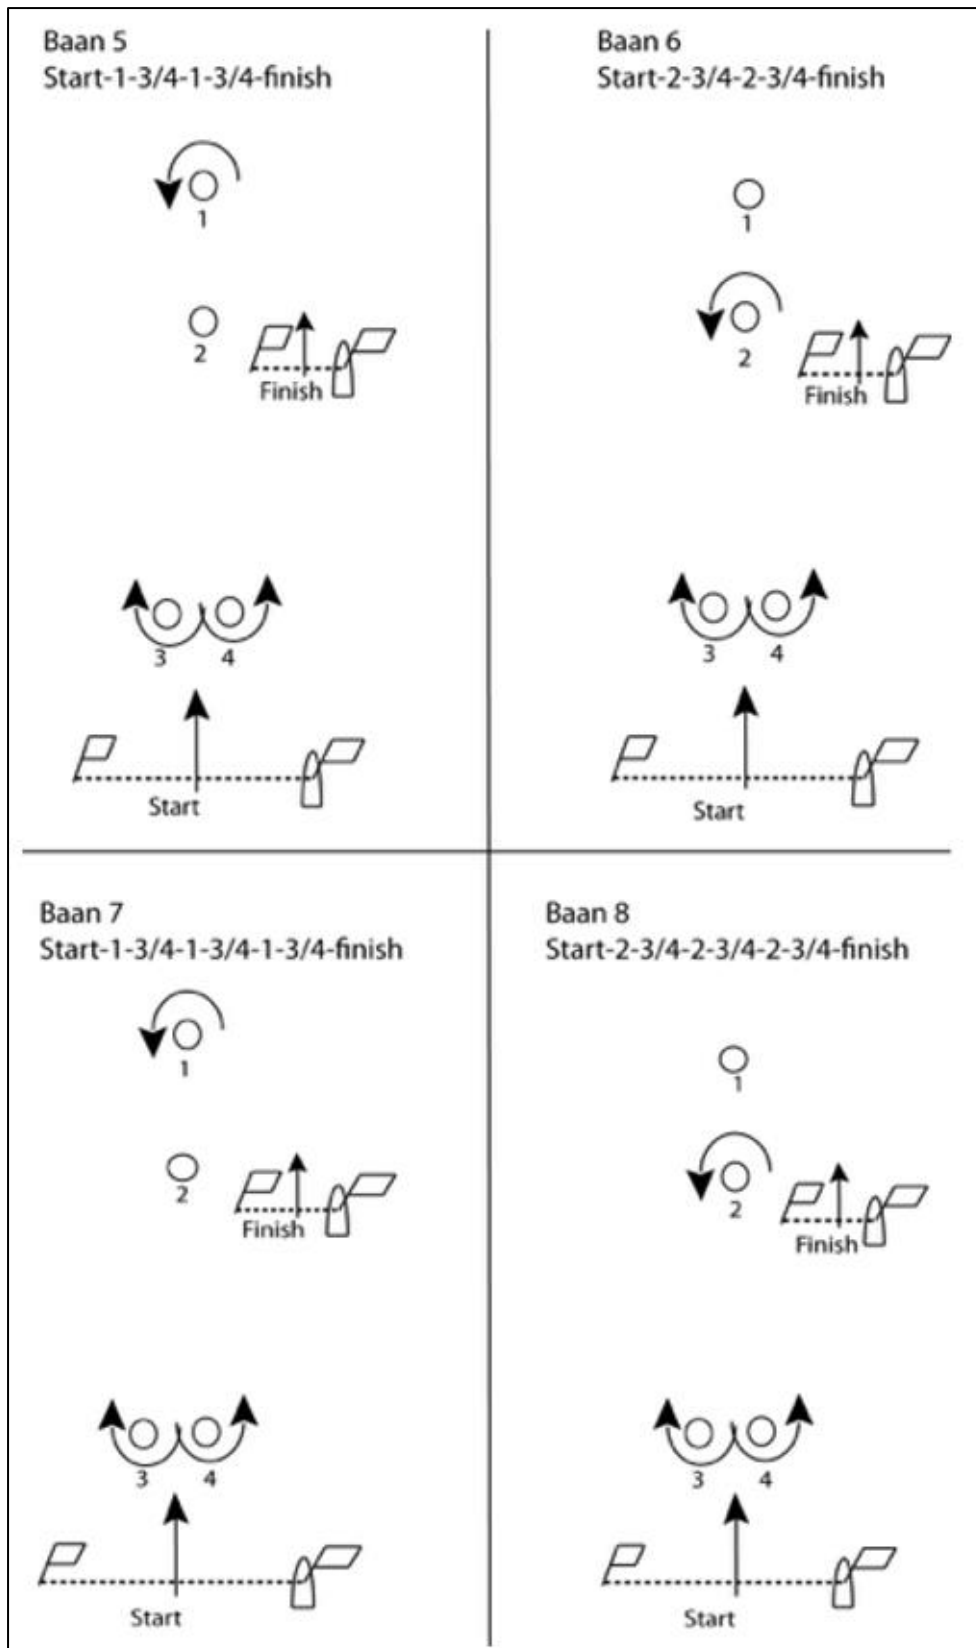 Baan 5
Start-1-3/4-1-3/4-finish
1
2
Finish
3 4
Start
Baan 6
Start-2-3/4-2-3/4-finish
1
2
Finish
3 4
Start
Baan 7
Start-1-3/4-1-3/4-1-3/4-finish
1
2
Finish
3 4
Start
Baan 8
Start-2-3/4-2-3/4-2-3/4-finish
1
2
Finish
3 4
Start